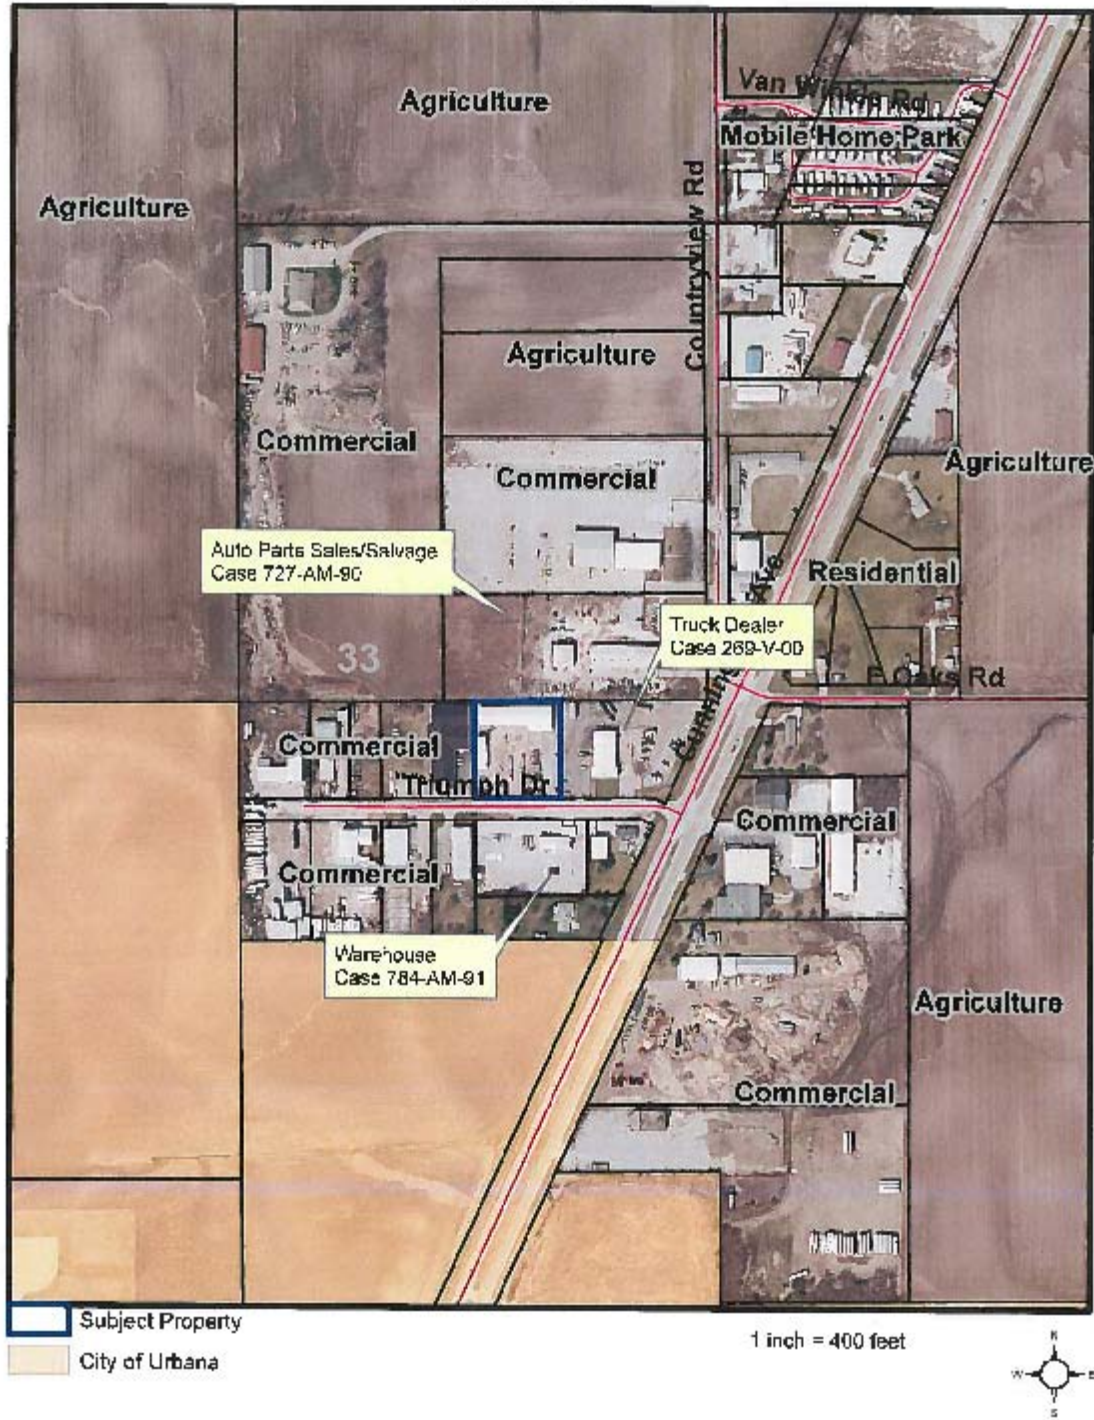 Agriculture
Van Winkle Rd
Mobile Home Park
Agriculture
Countryview Rd
Agriculture
Commercial
Commercial
Agriculture
Auto Parts Sales/Salvage
Case 727-AM-90
Residential
Truck Dealer
Case 269-V-00
33
E Oaks Rd
Ave
Commercial
Triumph Dr
Commercial
Commercial
Warehouse
Case 784-AM-91
Agriculture
Commercial
Subject Property
City of Urbana
1 inch = 400 feet
N
W
E
S